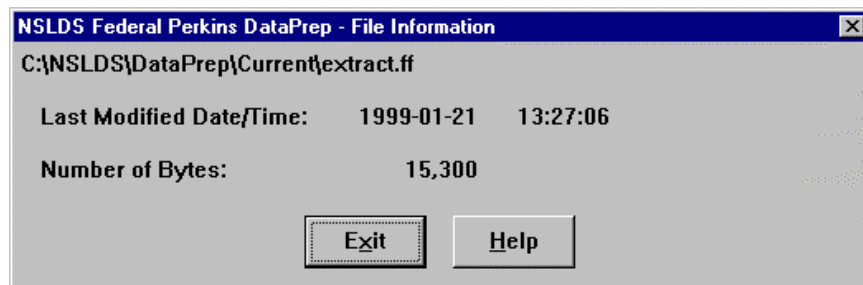 NSLDS Federal Perkins DataPrep - File Information
C:\NSLDS\DataPrep\Current\extract.ff
Last Modified Date/Time: 1999-01-21 13:27:06
Number of Bytes: 15,300
Exit Help